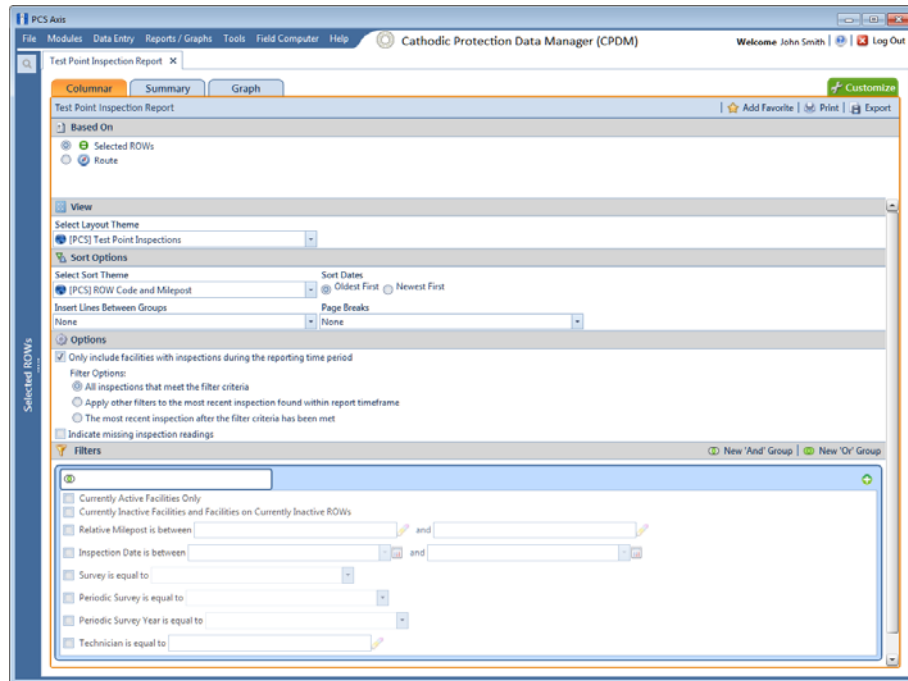 PCS Axis
File Modules Data Entry Reports / Graphs Tools Field Computer Help Cathodic Protection Data Manager (CPDM) Welcome John Smith Log Out
Test Point Inspection Report
Columnar Summary Graph Customize
Test Point Inspection Report Add Favorite Print Export
Based On
Selected ROWs
Route
View
Select Layout Theme
[PCS] Test Point Inspections
Sort Options
Select Sort Theme Sort Dates
[PCS] ROW Code and Milepost Oldest First Newest First
Insert Lines Between Groups Page Breaks
None None
Options
Only include facilities with inspections during the reporting time period
Filter Options:
All inspections that meet the filter criteria
Apply other filters to the most recent inspection found within report timeframe
The most recent inspection after the filter criteria has been met
Indicate missing inspection readings
Filters New 'And' Group New 'Or' Group
Currently Active Facilities Only
Currently Inactive Facilities and Facilities on Currently Inactive ROWs
Relative Milepost is between and
Inspection Date is between and
Survey is equal to
Periodic Survey is equal to
Periodic Survey Year is equal to
Technician is equal to
Selected ROWs